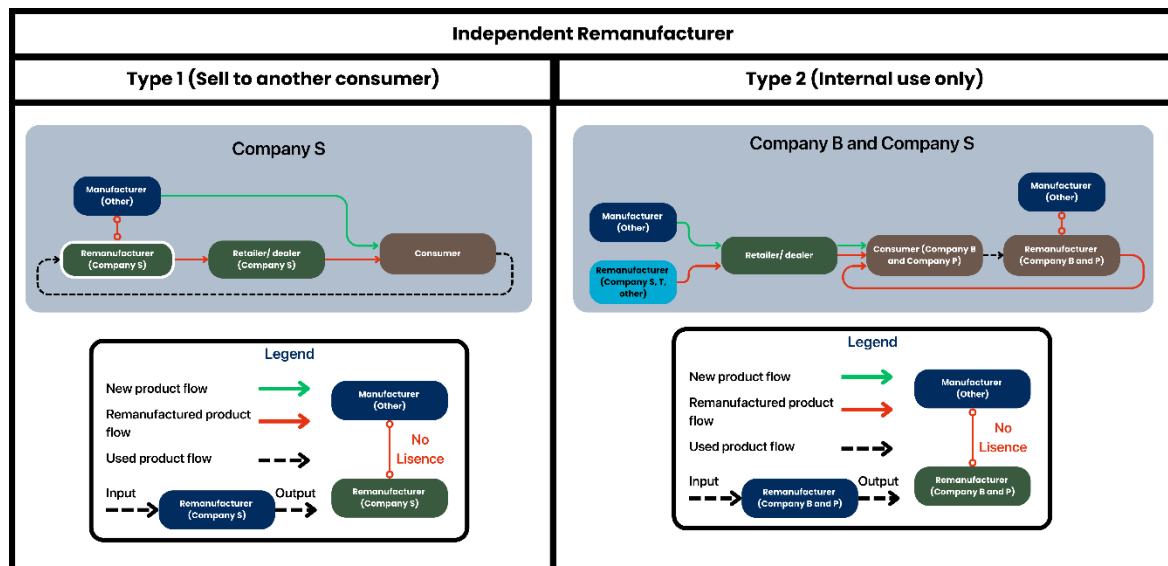 Independent Remanufacturer
Type 1 (Sell to another consumer)
Type 2 (Internal use only)
Company S
Manufacturer
(Other)
Remanufacturer
(Company S)
Retailer/ dealer
(Company S)
Consumer
Legend
New product flow
Remanufactured product
flow
Used product flow
Input
Remanufacturer
(Company S)
Output
Manufacturer
(Other)
No
Lisence
Remanufacturer
(Company S)
Company B and Company S
Manufacturer
(Other)
Manufacturer
(Other)
Remanufacturer
(Company S, T,
other)
Retailer/ dealer
Consumer (Company B
and Company P)
Remanufacturer
(Company B and P)
Legend
New product flow
Remanufactured product
flow
Used product flow
Input
Remanufacturer
(Company B and P)
Output
Manufacturer
(Other)
No
Lisence
Remanufacturer
(Company B and P)